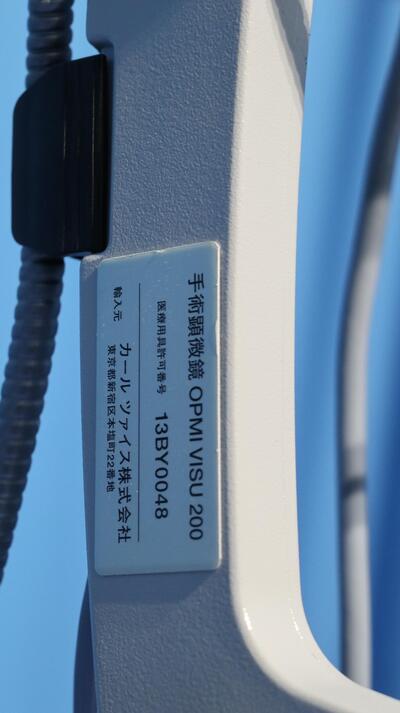 手術顕微鏡 OPMI VISU 200
医療用具許可番号 13BY0048
輸入元 カール ツァイス株式会社
東京都新宿区本塩町22番地